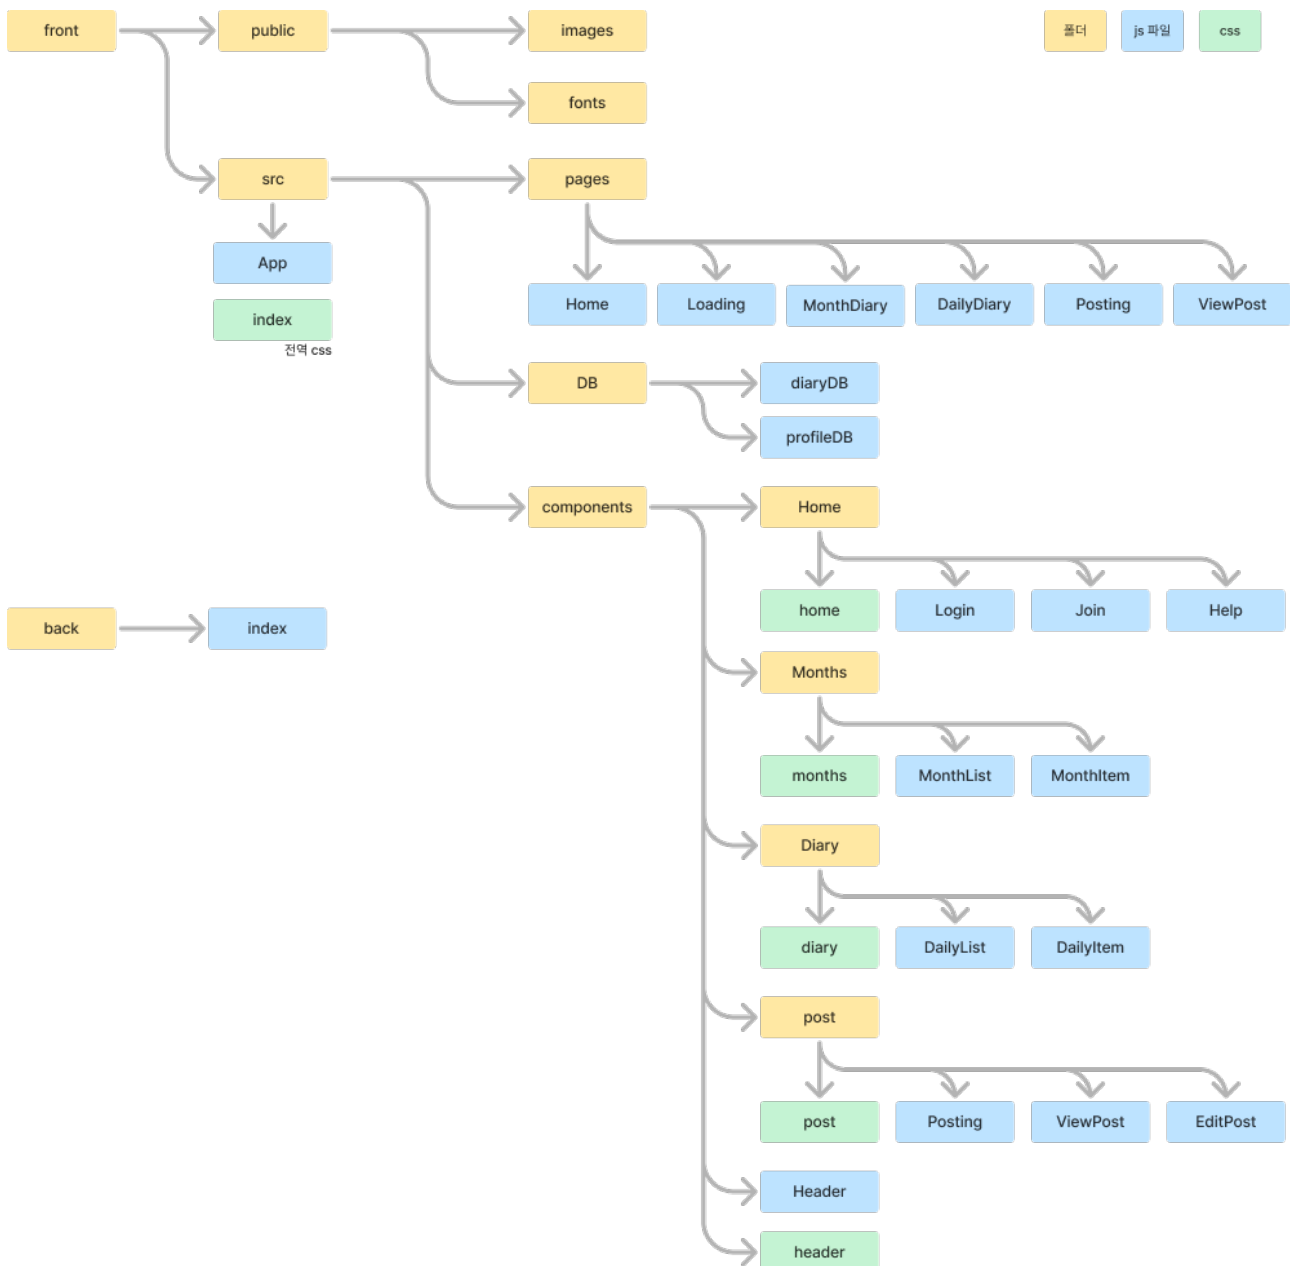 front
public
images
폴더
js 파일
css
fonts
src
pages
App
index
전역 css
Home
Loading
MonthDiary
DailyDiary
Posting
ViewPost
DB
diaryDB
profileDB
components
Home
home
Login
Join
Help
back
index
Months
months
MonthList
MonthItem
Diary
diary
DailyList
DailyItem
post
post
Posting
ViewPost
EditPost
Header
header